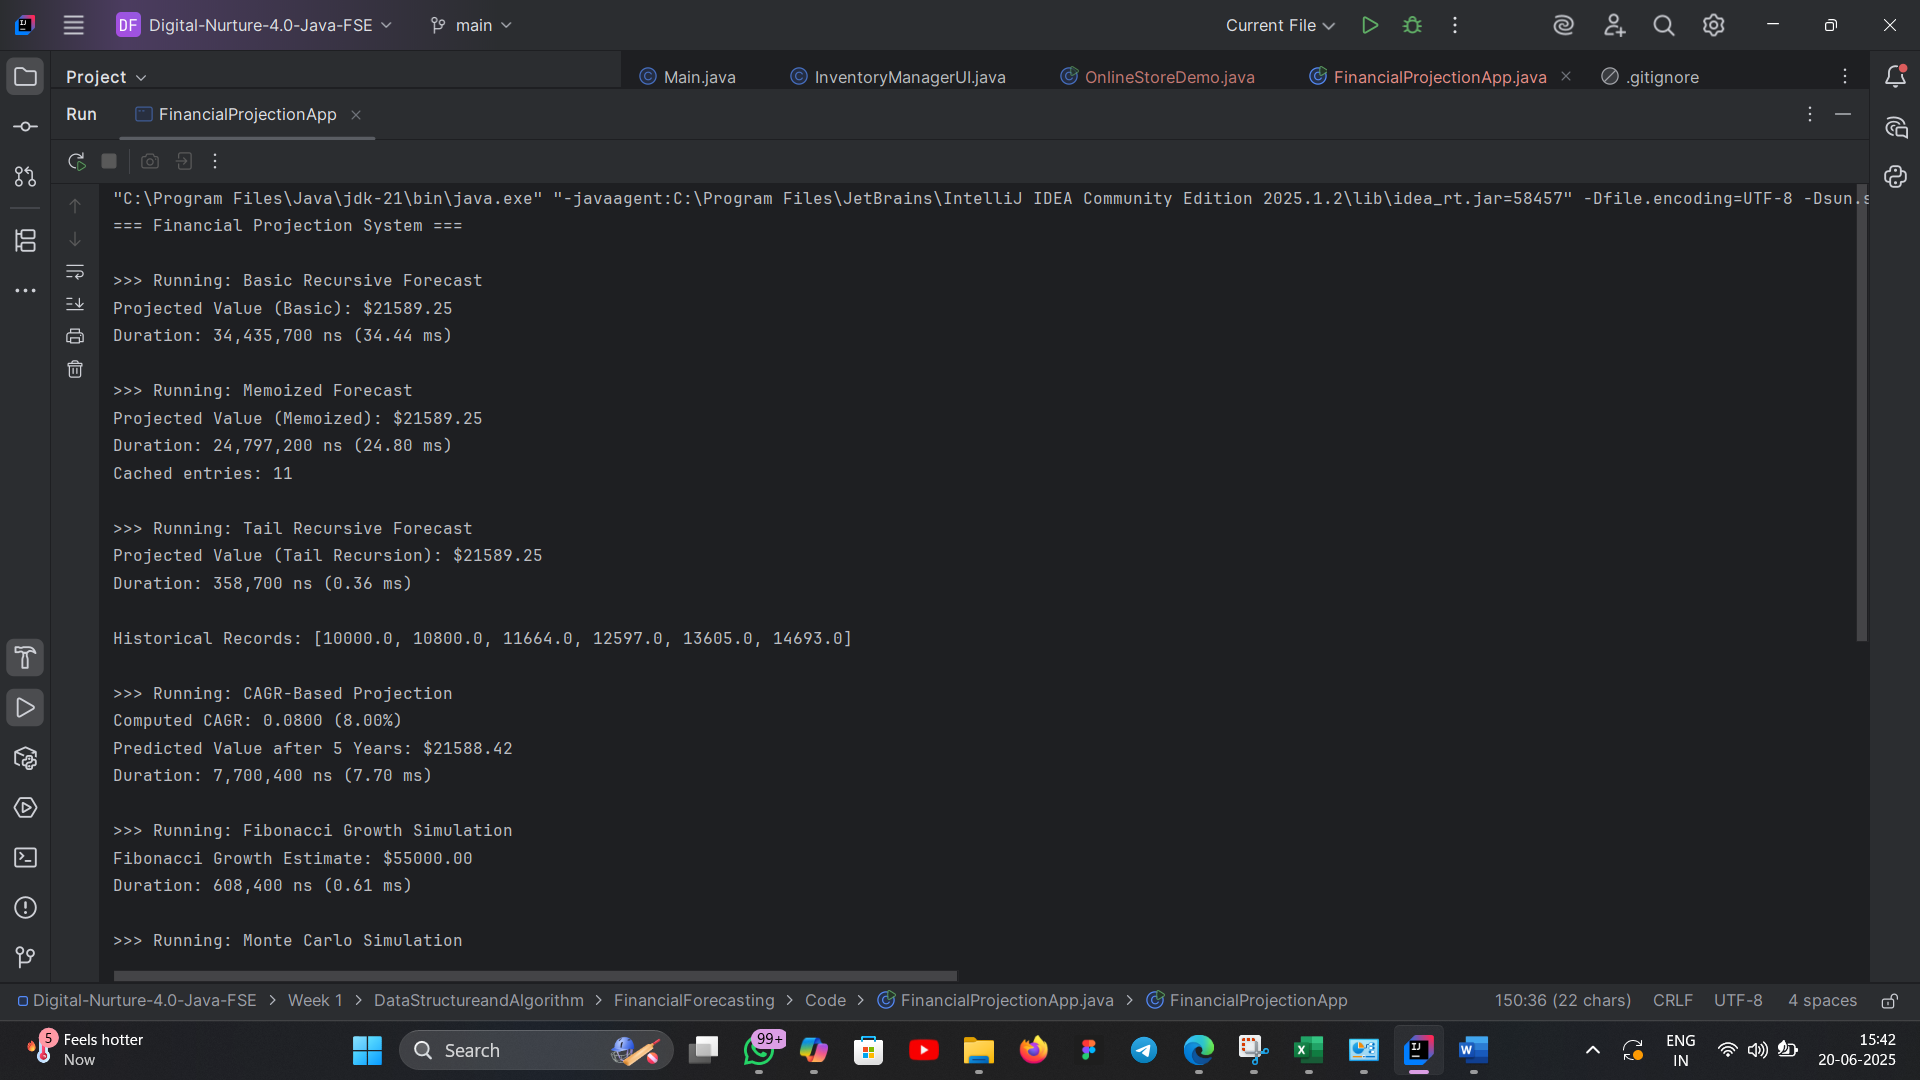 DF Digital-Nurture-4.0-Java-FSE main Current File
Project Main.java InventoryManagerUI.java OnlineStoreDemo.java FinancialProjectionApp.java .gitignore
Run FinancialProjectionApp
"C:\Program Files\Java\jdk-21\bin\java.exe" "-javaagent:C:\Program Files\JetBrains\IntelliJ IDEA Community Edition 2025.1.2\lib\idea_rt.jar=58457" -Dfile.encoding=UTF-8 -Dsun.s
=== Financial Projection System ===
>>> Running: Basic Recursive Forecast
Projected Value (Basic): $21589.25
Duration: 34,435,700 ns (34.44 ms)
>>> Running: Memoized Forecast
Projected Value (Memoized): $21589.25
Duration: 24,797,200 ns (24.80 ms)
Cached entries: 11
>>> Running: Tail Recursive Forecast
Projected Value (Tail Recursion): $21589.25
Duration: 358,700 ns (0.36 ms)
Historical Records: [10000.0, 10800.0, 11664.0, 12597.0, 13605.0, 14693.0]
>>> Running: CAGR-Based Projection
Computed CAGR: 0.0800 (8.00%)
Predicted Value after 5 Years: $21588.42
Duration: 7,700,400 ns (7.70 ms)
>>> Running: Fibonacci Growth Simulation
Fibonacci Growth Estimate: $55000.00
Duration: 608,400 ns (0.61 ms)
>>> Running: Monte Carlo Simulation
Digital-Nurture-4.0-Java-FSE > Week 1 > DataStructureandAlgorithm > FinancialForecasting > Code > FinancialProjectionApp.java > FinancialProjectionApp 150:36 (22 chars) CRLF UTF-8 4 spaces
5 Feels hotter
Now
Search
99+
ENG
IN
15:42
20-06-2025